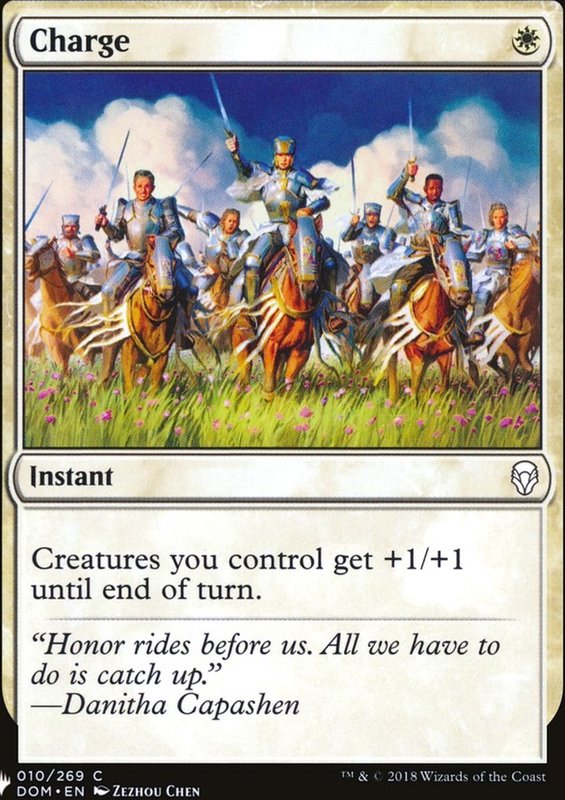 Charge
Instant
Creatures you control get +1/+1
until end of turn.
“Honor rides before us. All we have to
do is catch up.”
—Danitha Capashen
010/269 C
DOM • EN Zezhou Chen
™ & © 2018 Wizards of the Coast